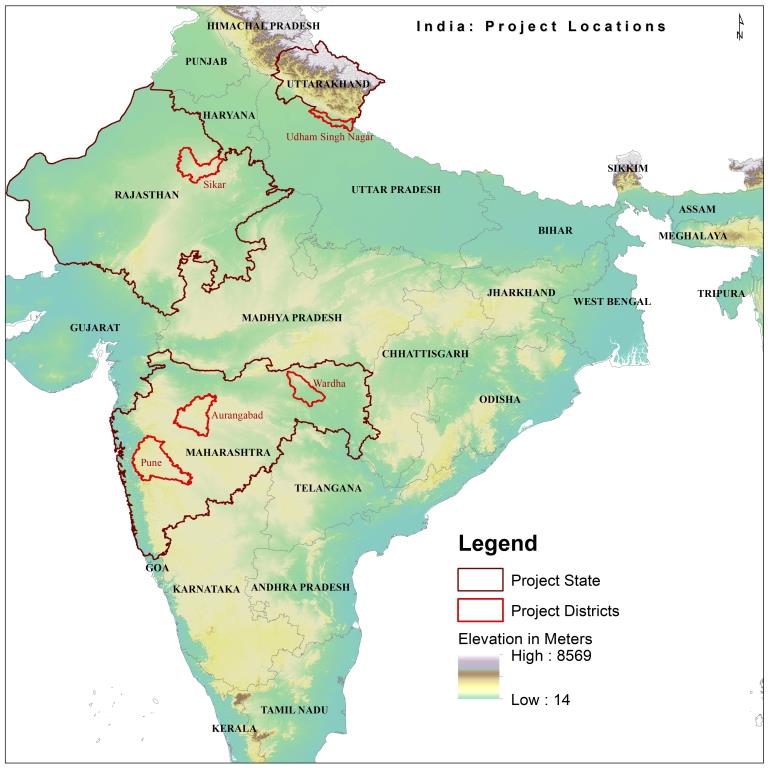 India: Project Locations
N
HIMACHAL PRADESH
PUNJAB
UTTARAKHAND
HARYANA
Udham Singh Nagar
SIKKIM
Sikar
RAJASTHAN
UTTAR PRADESH
ASSAM
BIHAR
MEGHALAYA
JHARKHAND
TRIPURA
WEST BENGAL
MADHYA PRADESH
GUJARAT
CHHATTISGARH
Wardha
ODISHA
Aurangabad
MAHARASHTRA
Pune
TELANGANA
GOA
KARNATAKA
ANDHRA PRADESH
TAMIL NADU
KERALA
Legend
Project State
Project Districts
Elevation in Meters
High : 8569
Low : 14